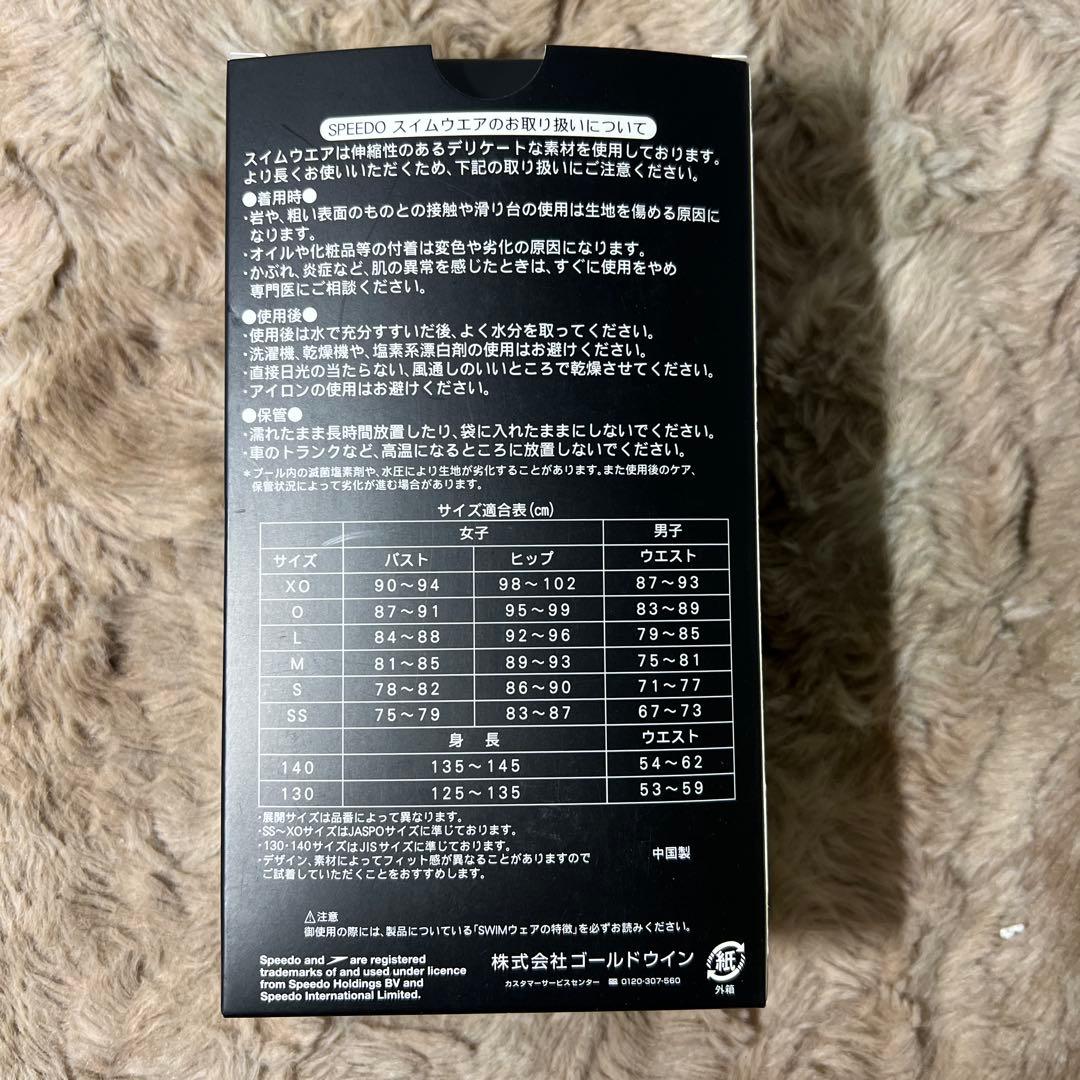 SPEEDO スイムウエアのお取り扱いについて
スイムウエアは伸縮性のあるデリケートな素材を使用しております。
より長くお使いいただくため、下記の取り扱いにご注意ください。
●着用時●
・岩や、粗い表面のものとの接触や滑り台の使用は生地を傷める原因に
なります。
・オイルや化粧品等の付着は変色や劣化の原因になります。
・かぶれ、炎症など、肌の異常を感じたときは、すぐに使用をやめ
専門医にご相談ください。
●使用後●
・使用後は水で充分すすいだ後、よく水分を取ってください。
・洗濯機、乾燥機や、塩素系漂白剤の使用はお避けください。
・直接日光の当たらない、風通しのいいところで乾燥させてください。
・アイロンの使用はお避けください。
●保管●
・濡れたまま長時間放置したり、袋に入れたままにしないでください。
・車のトランクなど、高温になるところに放置しないでください。
＊プール内の滅菌塩素剤や、水圧により生地が劣化することがあります。また使用後のケア、
保管状況によって劣化が進む場合があります。
サイズ適合表(㎝)
女子 男子
サイズ バスト ヒップ ウエスト
XO 90～94 98～102 87～93
O 87～91 95～99 83～89
L 84～88 92～96 79～85
M 81～85 89～93 75～81
S 78～82 86～90 71～77
SS 75～79 83～87 67～73
身 長 ウエスト
140 135～145 54～62
130 125～135 53～59
・展開サイズは品番によって異なります。
・SS～XOサイズはJASPOサイズに準じております。
・130・140サイズはJISサイズに準じております。
・デザイン、素材によってフィット感が異なることがありますので
ご試着していただくことをおすすめします。
中国製
⚠注意
御使用の際には、製品についている「SWIMウェアの特徴」を必ずお読みください。
Speedo and are registered
trademarks of and used under licence
from Speedo Holdings BV and
Speedo International Limited.
株式会社ゴールドウイン
カスタマーサービスセンター 0120-307-560
紙
外箱